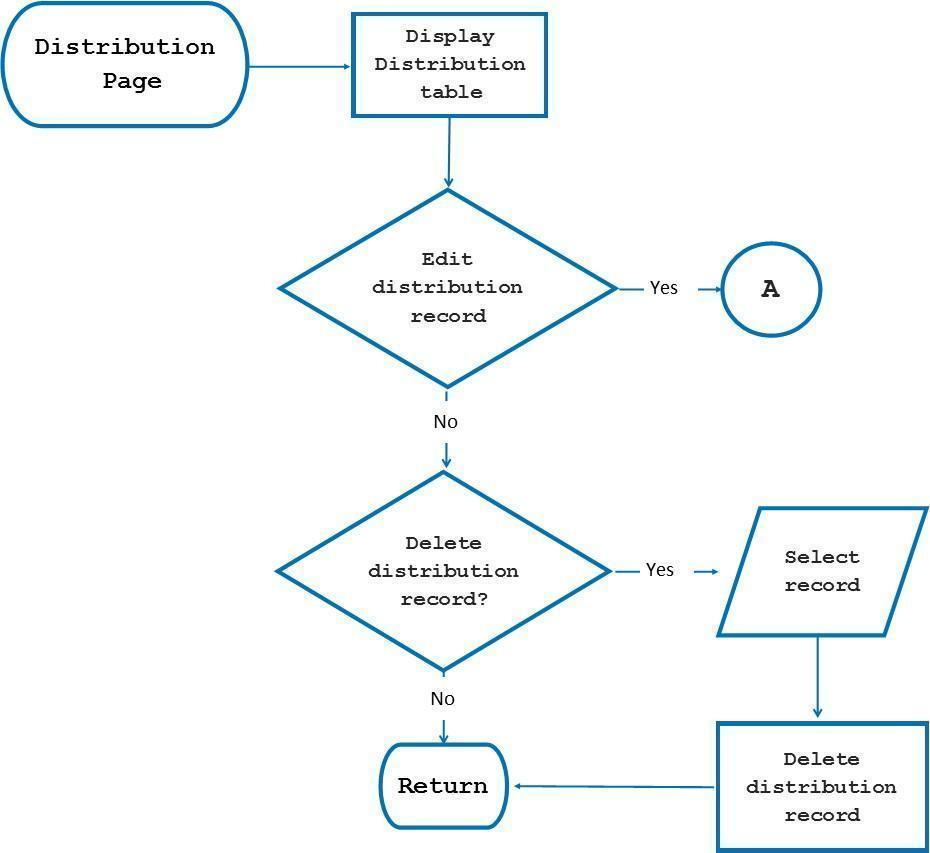 Distribution
Page
Display
Distribution
table
Edit
distribution
record
Yes
A
No
Delete
distribution
record?
Yes
Select
record
No
Return
Delete
distribution
record